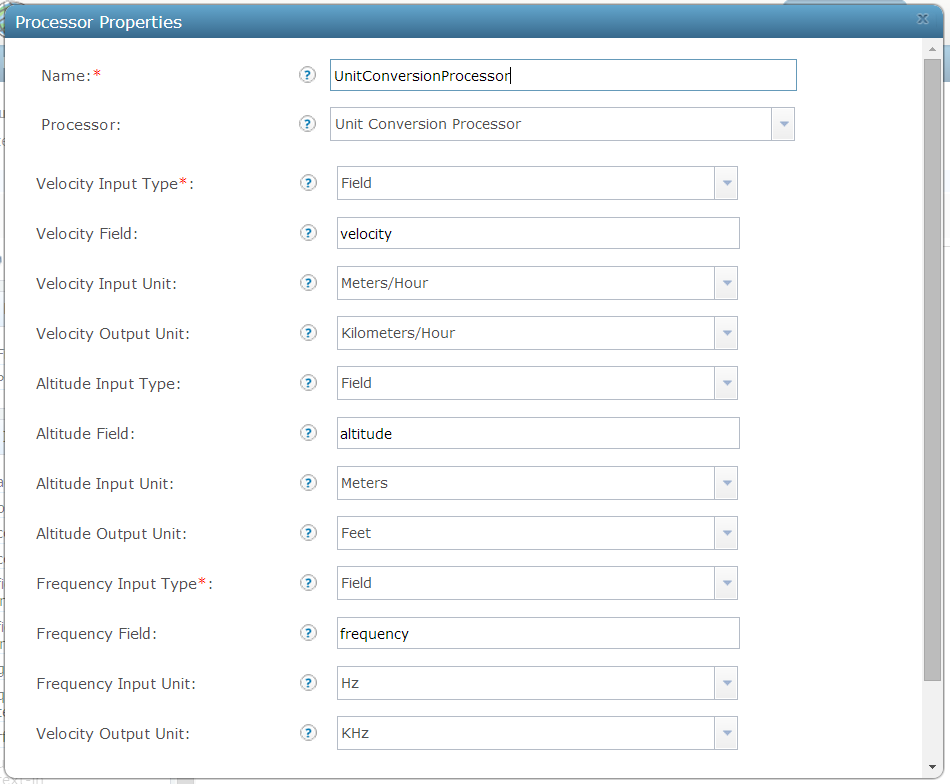 Processor Properties
Name:* ? UnitConversionProcessor
Processor: ? Unit Conversion Processor
Velocity Input Type*: ? Field
Velocity Field: ? velocity
Velocity Input Unit: ? Meters/Hour
Velocity Output Unit: ? Kilometers/Hour
Altitude Input Type: ? Field
Altitude Field: ? altitude
Altitude Input Unit: ? Meters
Altitude Output Unit: ? Feet
Frequency Input Type*: ? Field
Frequency Field: ? frequency
Frequency Input Unit: ? Hz
Velocity Output Unit: ? KHz